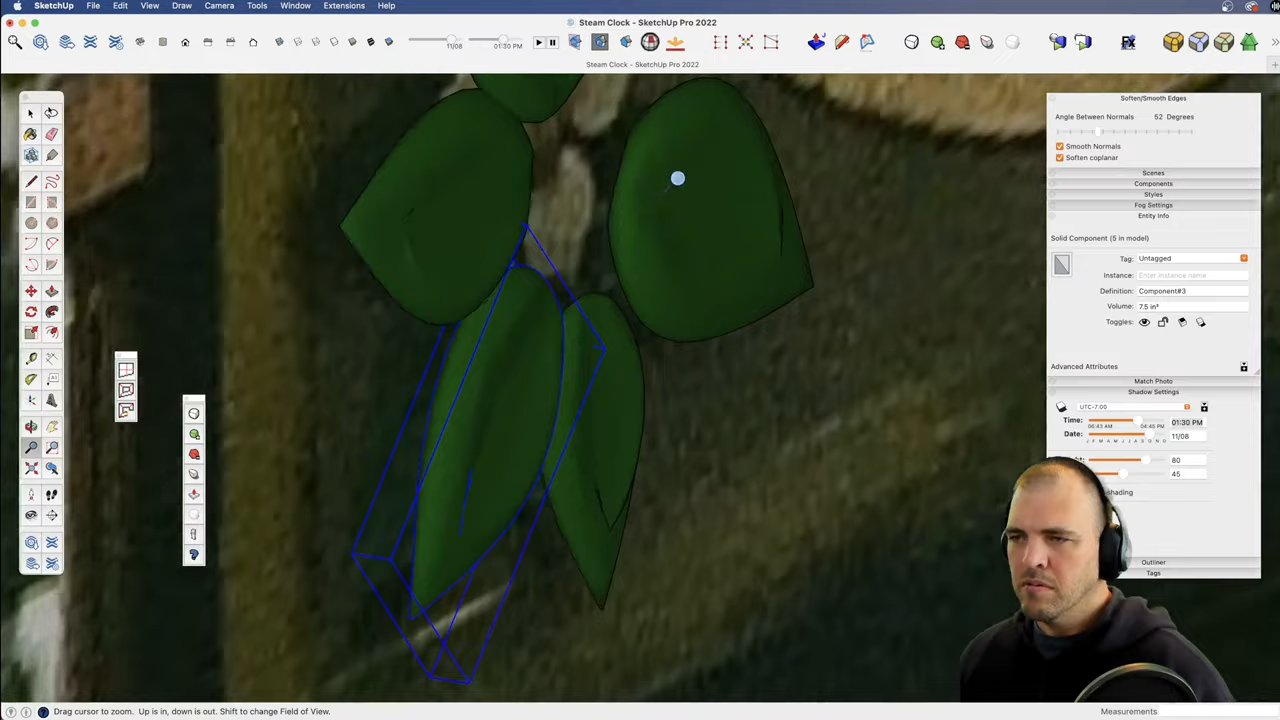 SketchUp File Edit View Draw Camera Tools Window Extensions Help
Steam Clock - SketchUp Pro 2022
11/08 01:30 PM
Steam Clock - SketchUp Pro 2022
Soften/Smooth Edges
Angle Between Normals 52 Degrees
Smooth Normals
Soften coplanar
Scenes
Components
Styles
Fog Settings
Entity Info
Solid Component (5 in model)
Tag: Untagged
Instance: Enter instance name
Definition: Component#3
Volume: 7.5 in³
Toggles:
Advanced Attributes
Match Photo
Shadow Settings
UTC-7:00
Time: 01:30 PM
06:43 AM 04:45 PM
Date: 11/08
J F M A M J J A S O N D
80
45
shading
Outliner
Tags
Drag cursor to zoom. Up is in, down is out. Shift to change Field of View.
Measurements